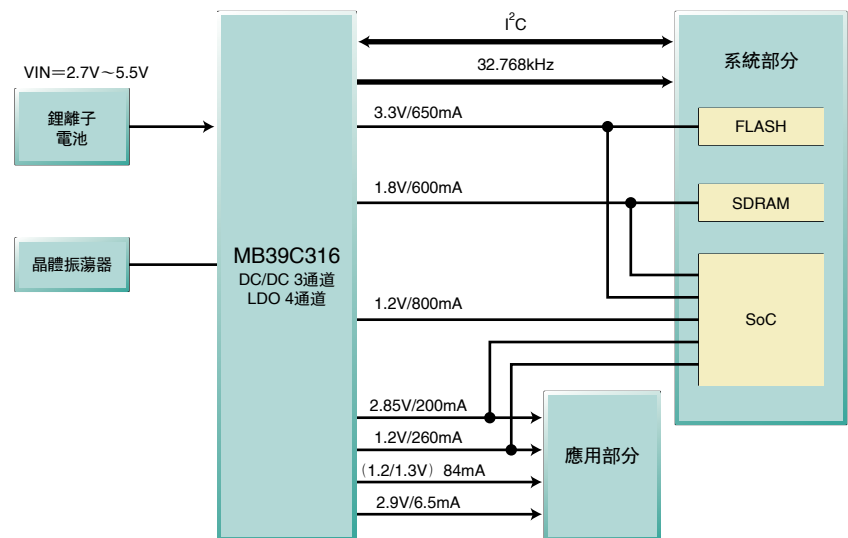 I²C
32.768kHz
系統部分
VIN＝2.7V～5.5V
鋰離子
電池
3.3V/650mA
FLASH
1.8V/600mA
SDRAM
晶體振蕩器
MB39C316
DC/DC 3通道
LDO 4通道
1.2V/800mA
SoC
2.85V/200mA
1.2V/260mA
（1.2/1.3V）84mA
2.9V/6.5mA
應用部分